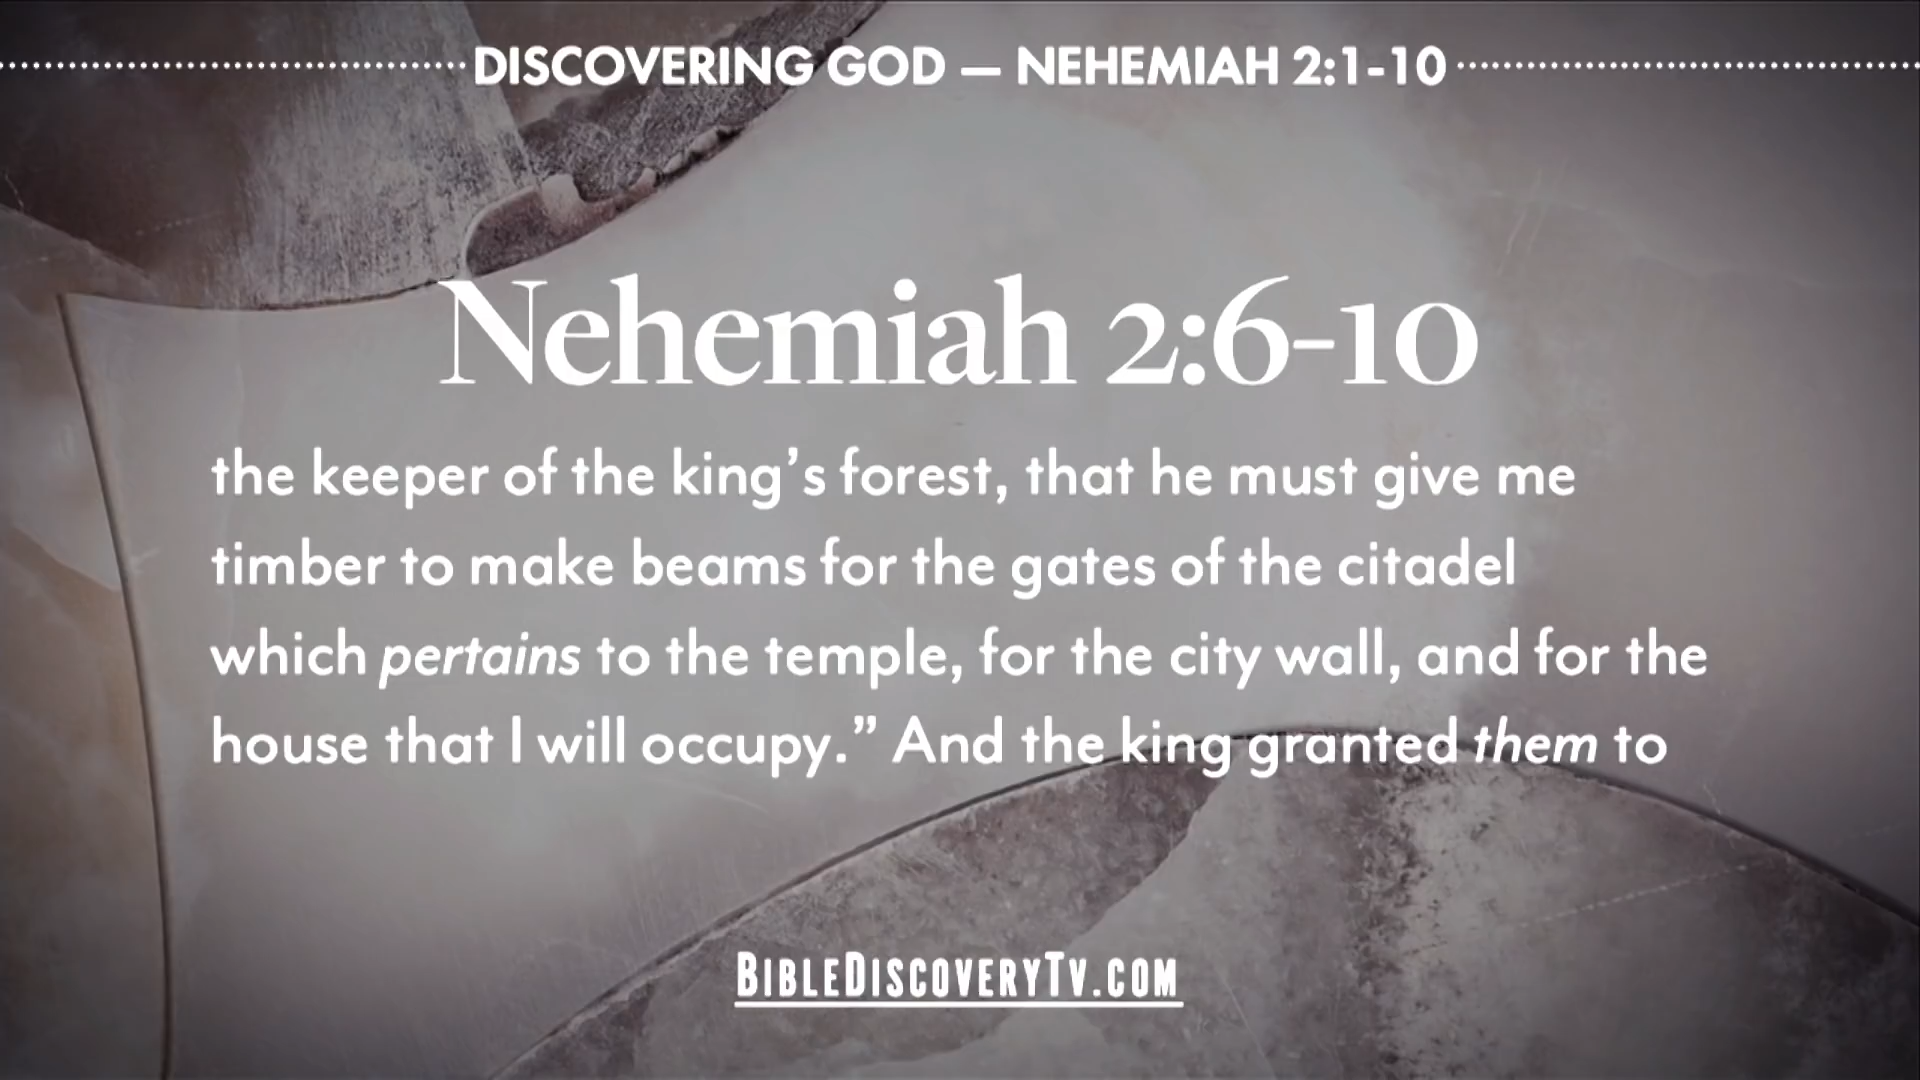 DISCOVERING GOD — NEHEMIAH 2:1-10
Nehemiah 2:6-10
the keeper of the king’s forest, that he must give me
timber to make beams for the gates of the citadel
which pertains to the temple, for the city wall, and for the
house that I will occupy.” And the king granted them to
BIBLEDISCOVERYTV.COM